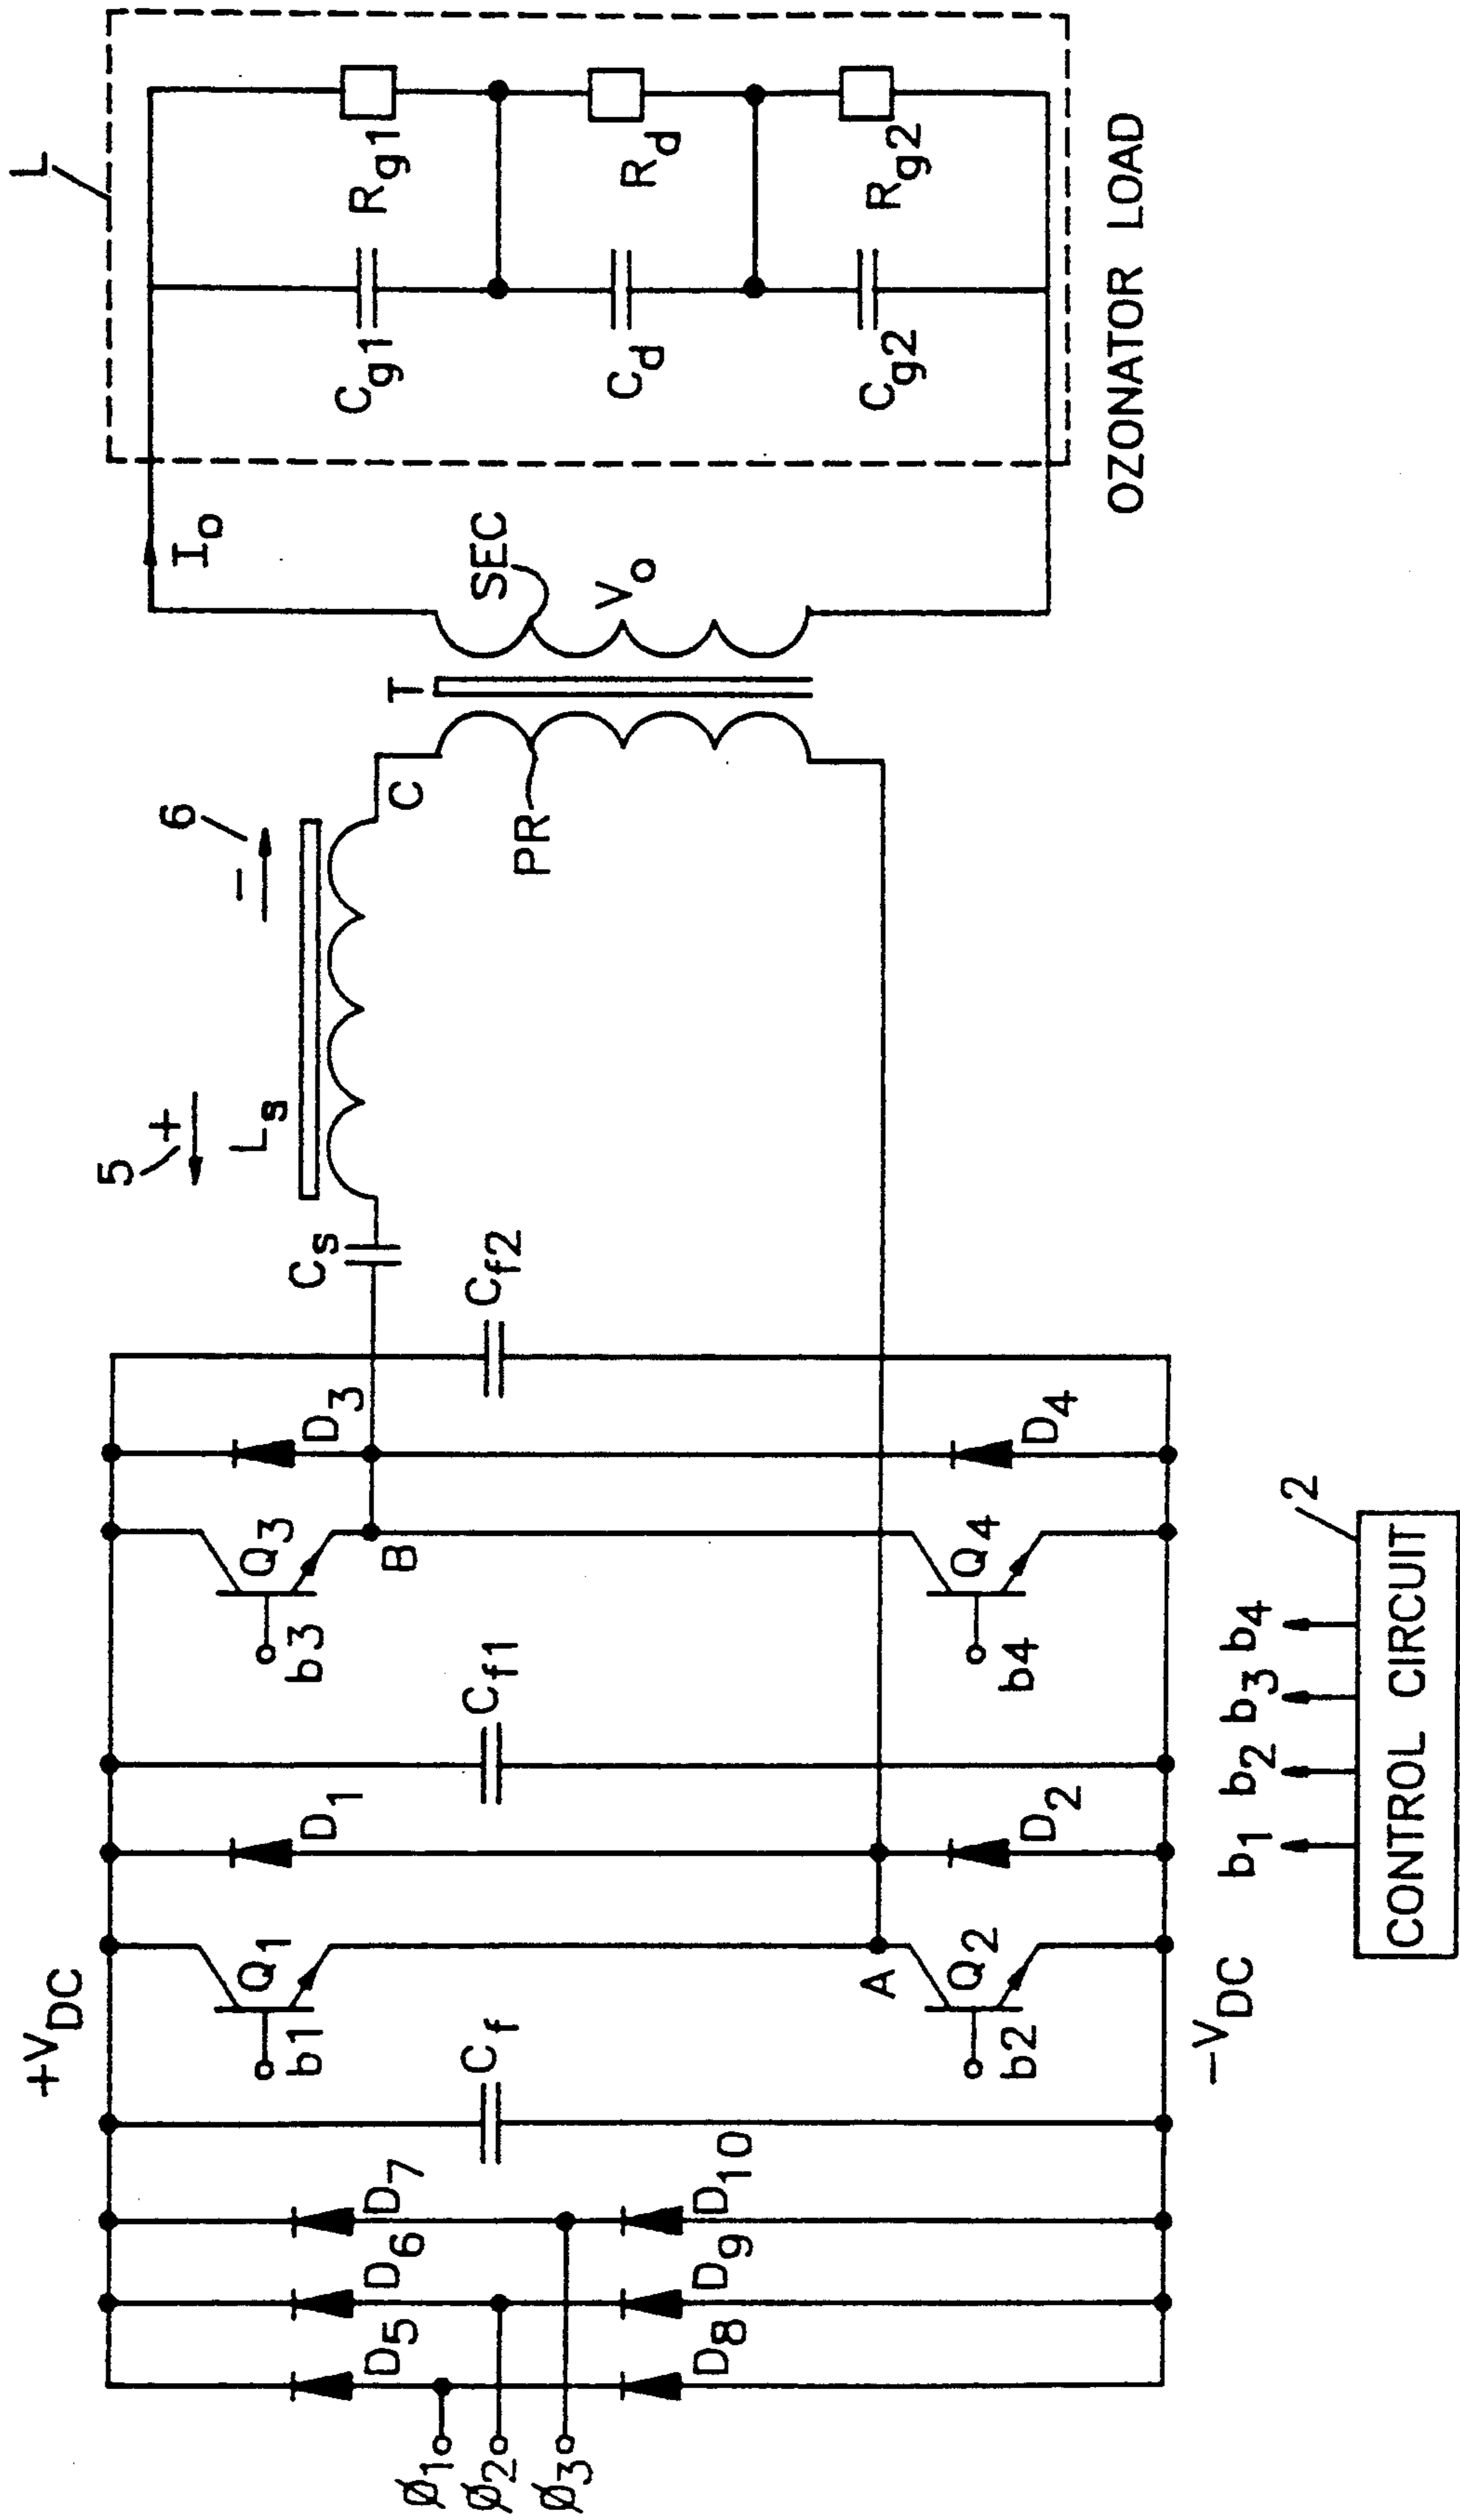 +V_DC
Ø1
Ø2
Ø3
D5
D6
D7
D8
D9
D10
Cf
Q1
b1
A
Q2
b2
D1
D2
Cf1
Q3
b3
B
Q4
b4
D3
D4
Cf2
-V_DC
Cs
5
+
Ls
-
6
C
T
PR
SEC
Vo
Io
L
Cg1
Rg1
Cd
Rd
Cg2
Rg2
OZONATOR LOAD
b1 b2 b3 b4
2
CONTROL CIRCUIT